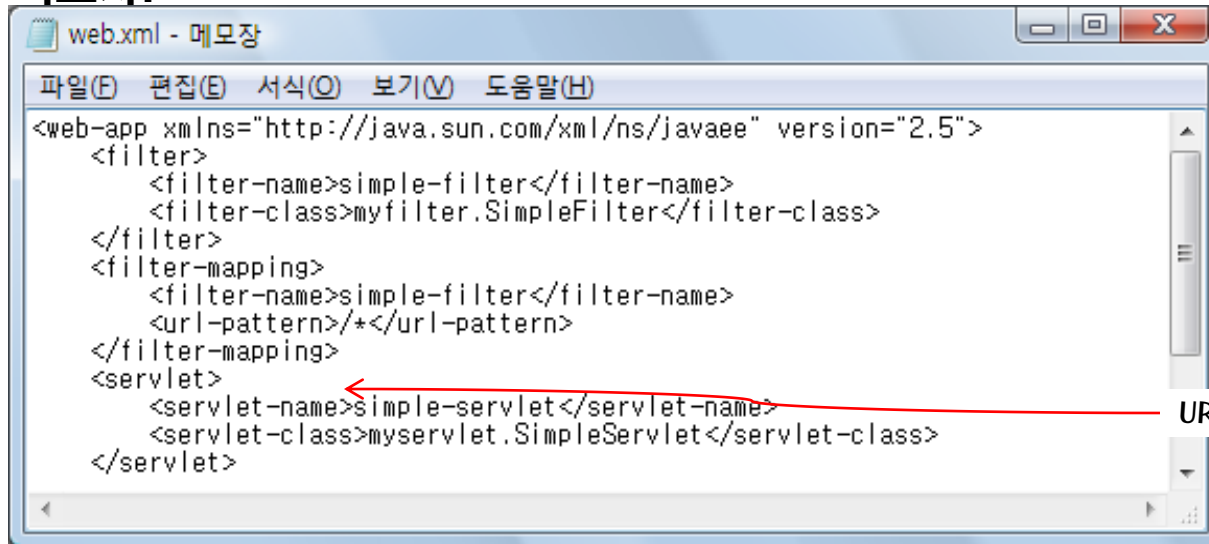 web.xml - 메모장
파일(F) 편집(E) 서식(O) 보기(V) 도움말(H)
<web-app xmlns="http://java.sun.com/xml/ns/javaee" version="2.5">
<filter>
<filter-name>simple-filter</filter-name>
<filter-class>myfilter.SimpleFilter</filter-class>
</filter>
<filter-mapping>
<filter-name>simple-filter</filter-name>
<url-pattern>/*</url-pattern>
</filter-mapping>
<servlet>
<servlet-name>simple-servlet</servlet-name>
<servlet-class>myservlet.SimpleServlet</servlet-class>
</servlet>